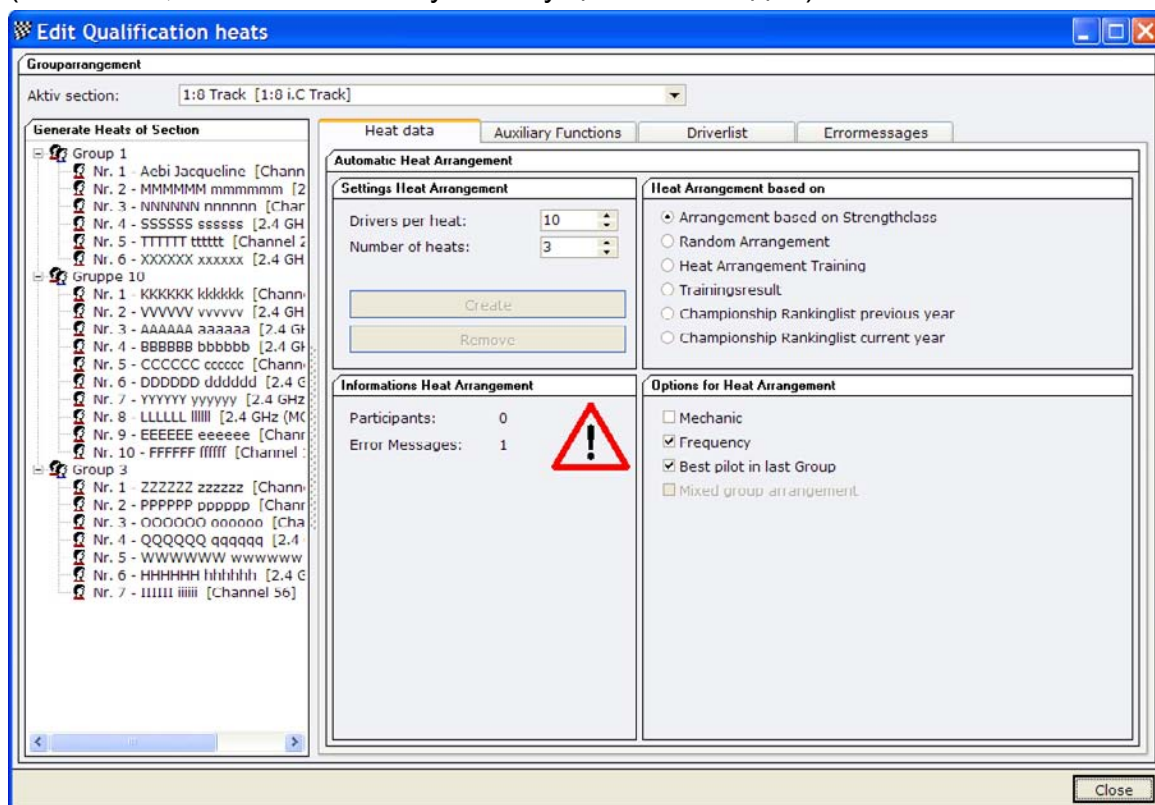 Edit Qualification heats
Grouparrangement
Aktiv section: 1:8 Track [1:8 i.C Track]
Generate Heats of Section
Group 1
Nr. 1 - Aebi Jacqueline [Chann
Nr. 2 - MMMMMM mmmmmm [2
Nr. 3 - NNNNNN nnnnnn [Char
Nr. 4 - SSSSSS ssssss [2.4 GH
Nr. 5 - TTTTTT tttttt [Channel 2
Nr. 6 - XXXXXX xxxxxx [2.4 GH
Gruppe 10
Nr. 1 - KKKKKK kkkkkk [Chann
Nr. 2 - VVVVVV vvvvvv [2.4 GH
Nr. 3 - AAAAAA aaaaaa [2.4 GH
Nr. 4 - BBBBBB bbbbbb [2.4 GH
Nr. 5 - CCCCCC cccccc [Chann
Nr. 6 - DDDDDD dddddd [2.4 G
Nr. 7 - YYYYYY yyyyyy [2.4 GHz
Nr. 8 - LLLLLL llllll [2.4 GHz (MC
Nr. 9 - EEEEEE eeeeee [Chanr
Nr. 10 - FFFFFF ffffff [Channel
Group 3
Nr. 1 - ZZZZZZ zzzzzz [Chann
Nr. 2 - PPPPPP pppppp [Chanr
Nr. 3 - OOOOOO oooooo [Cha
Nr. 4 - QQQQQQ qqqqqq [2.4
Nr. 5 - WWWWWW wwwwww
Nr. 6 - HHHHHH hhhhhh [2.4 G
Nr. 7 - IIIIII iiiiii [Channel 56]
Heat data
Auxiliary Functions
Driverlist
Errormessages
Automatic Heat Arrangement
Settings Heat Arrangement
Drivers per heat: 10
Number of heats: 3
Create
Remove
Heat Arrangement based on
Arrangement based on Strengthclass
Random Arrangement
Heat Arrangement Training
Trainingsresult
Championship Rankinglist previous year
Championship Rankinglist current year
Informations Heat Arrangement
Participants: 0
Error Messages: 1
Options for Heat Arrangement
Mechanic
Frequency
Best pilot in last Group
Mixed group arrangement
Close